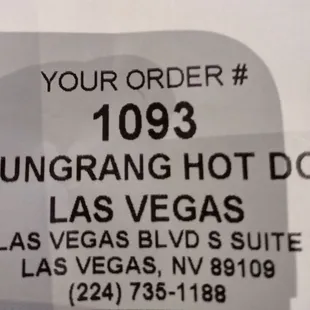 YOUR ORDER #
1093
UNGRANG HOT DO
LAS VEGAS
LAS VEGAS BLVD S SUITE
LAS VEGAS, NV 89109
(224) 735-1188